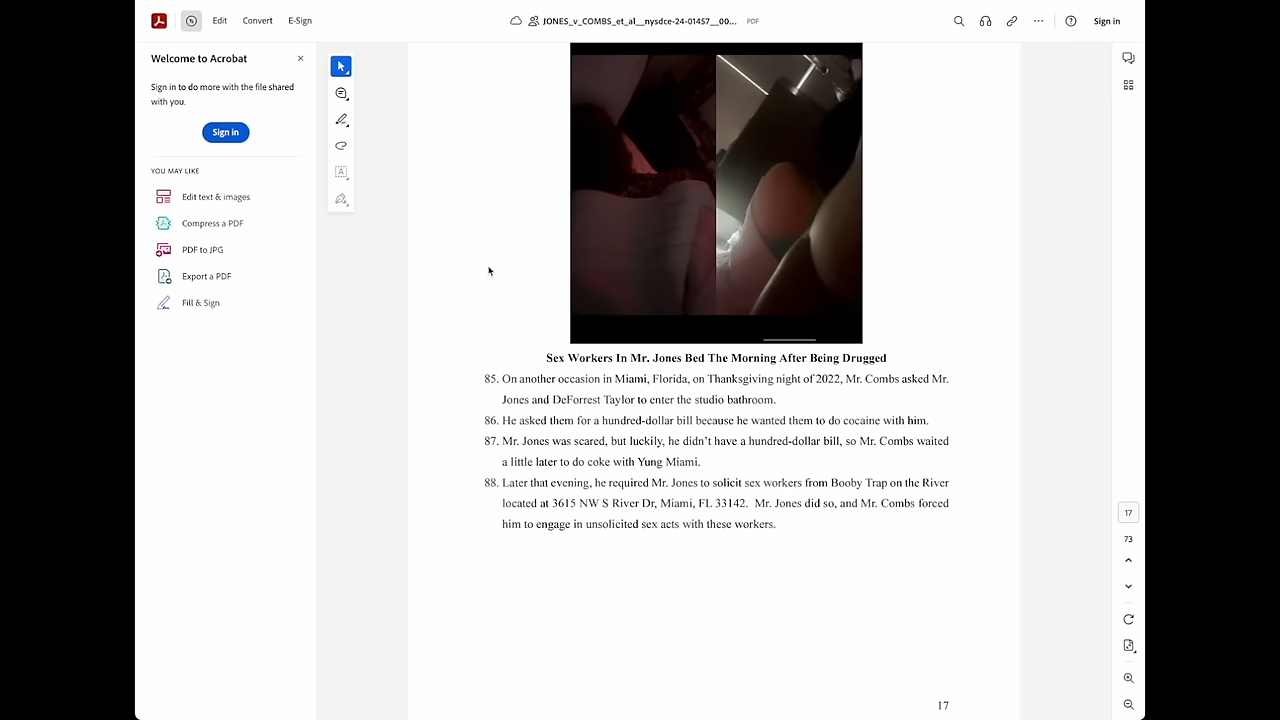 Edit Convert E-Sign JONES_v_COMBS_et_al__nysdce-24-01457__00... PDF Sign in
Welcome to Acrobat
Sign in to do more with the file shared
with you.
Sign in
YOU MAY LIKE
Edit text & images
Compress a PDF
PDF to JPG
Export a PDF
Fill & Sign
Sex Workers In Mr. Jones Bed The Morning After Being Drugged
85. On another occasion in Miami, Florida, on Thanksgiving night of 2022, Mr. Combs asked Mr.
Jones and DeForrest Taylor to enter the studio bathroom.
86. He asked them for a hundred-dollar bill because he wanted them to do cocaine with him.
87. Mr. Jones was scared, but luckily, he didn't have a hundred-dollar bill, so Mr. Combs waited
a little later to do coke with Yung Miami.
88. Later that evening, he required Mr. Jones to solicit sex workers from Booby Trap on the River
located at 3615 NW S River Dr, Miami, FL 33142. Mr. Jones did so, and Mr. Combs forced
him to engage in unsolicited sex acts with these workers.
17
17
73